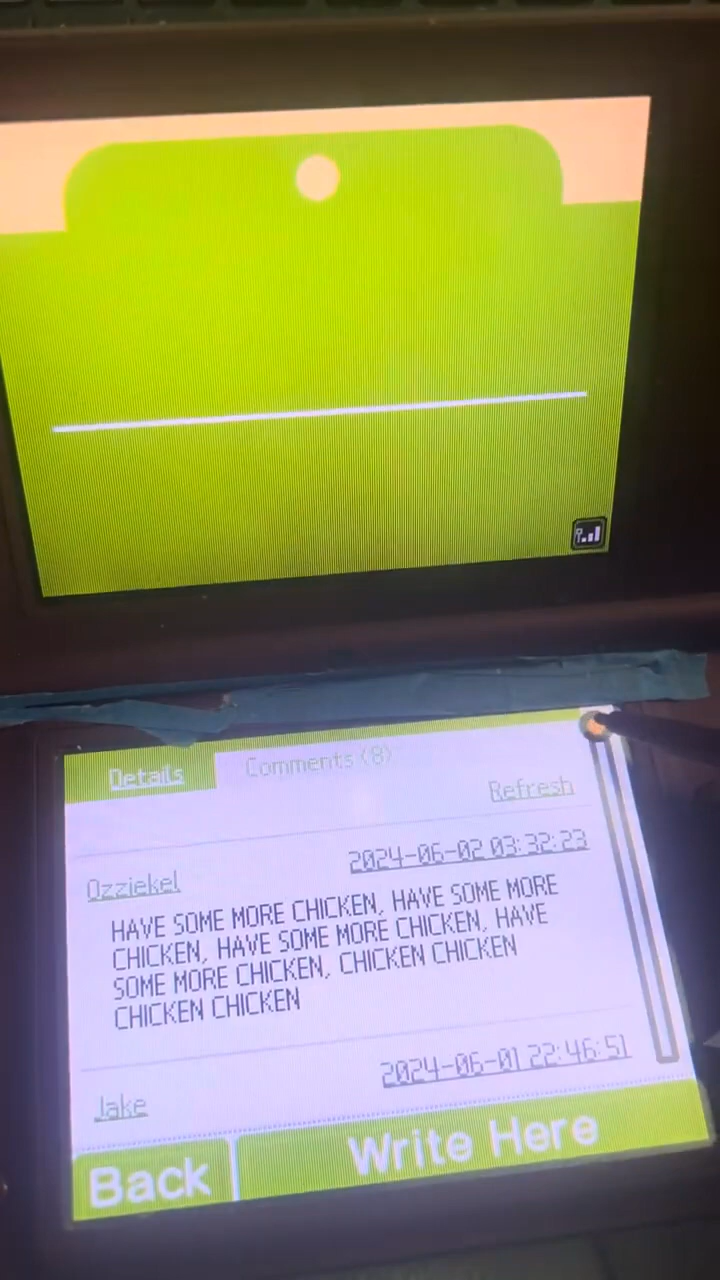 Details
Comments (8)
Refresh
2024-06-02 03:32:23
Ozziekel
HAVE SOME MORE CHICKEN, HAVE SOME MORE
CHICKEN, HAVE SOME MORE CHICKEN, HAVE
SOME MORE CHICKEN, CHICKEN CHICKEN
CHICKEN CHICKEN
2024-06-01 22:46:51
Jake
Back
Write Here